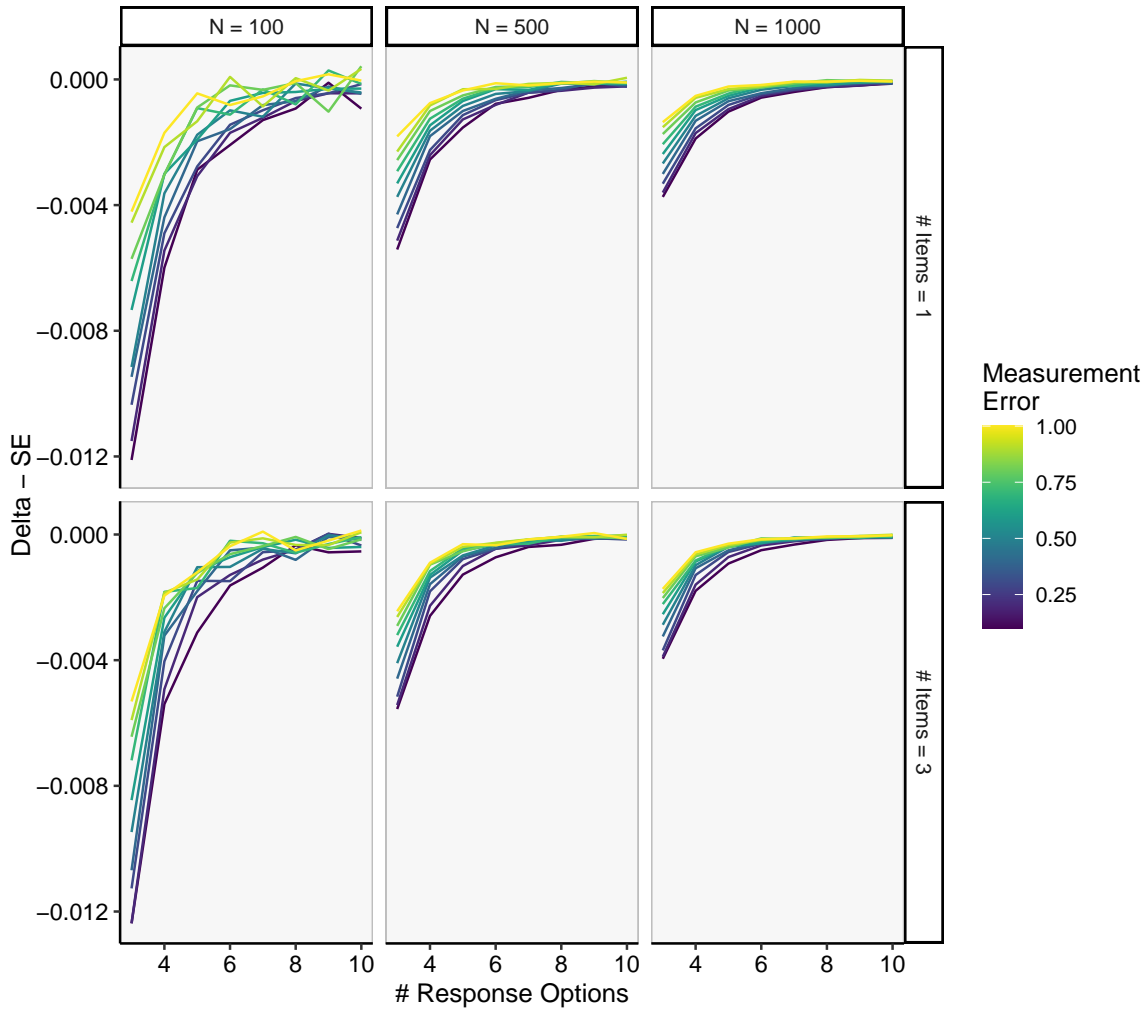 N = 100
N = 500
N = 1000
0.000
−0.004
−0.008
−0.012
# Items = 1
Delta − SE
0.000
−0.004
−0.008
−0.012
# Items = 3
4 6 8 10
4 6 8 10
4 6 8 10
# Response Options
Measurement
Error
1.00
0.75
0.50
0.25